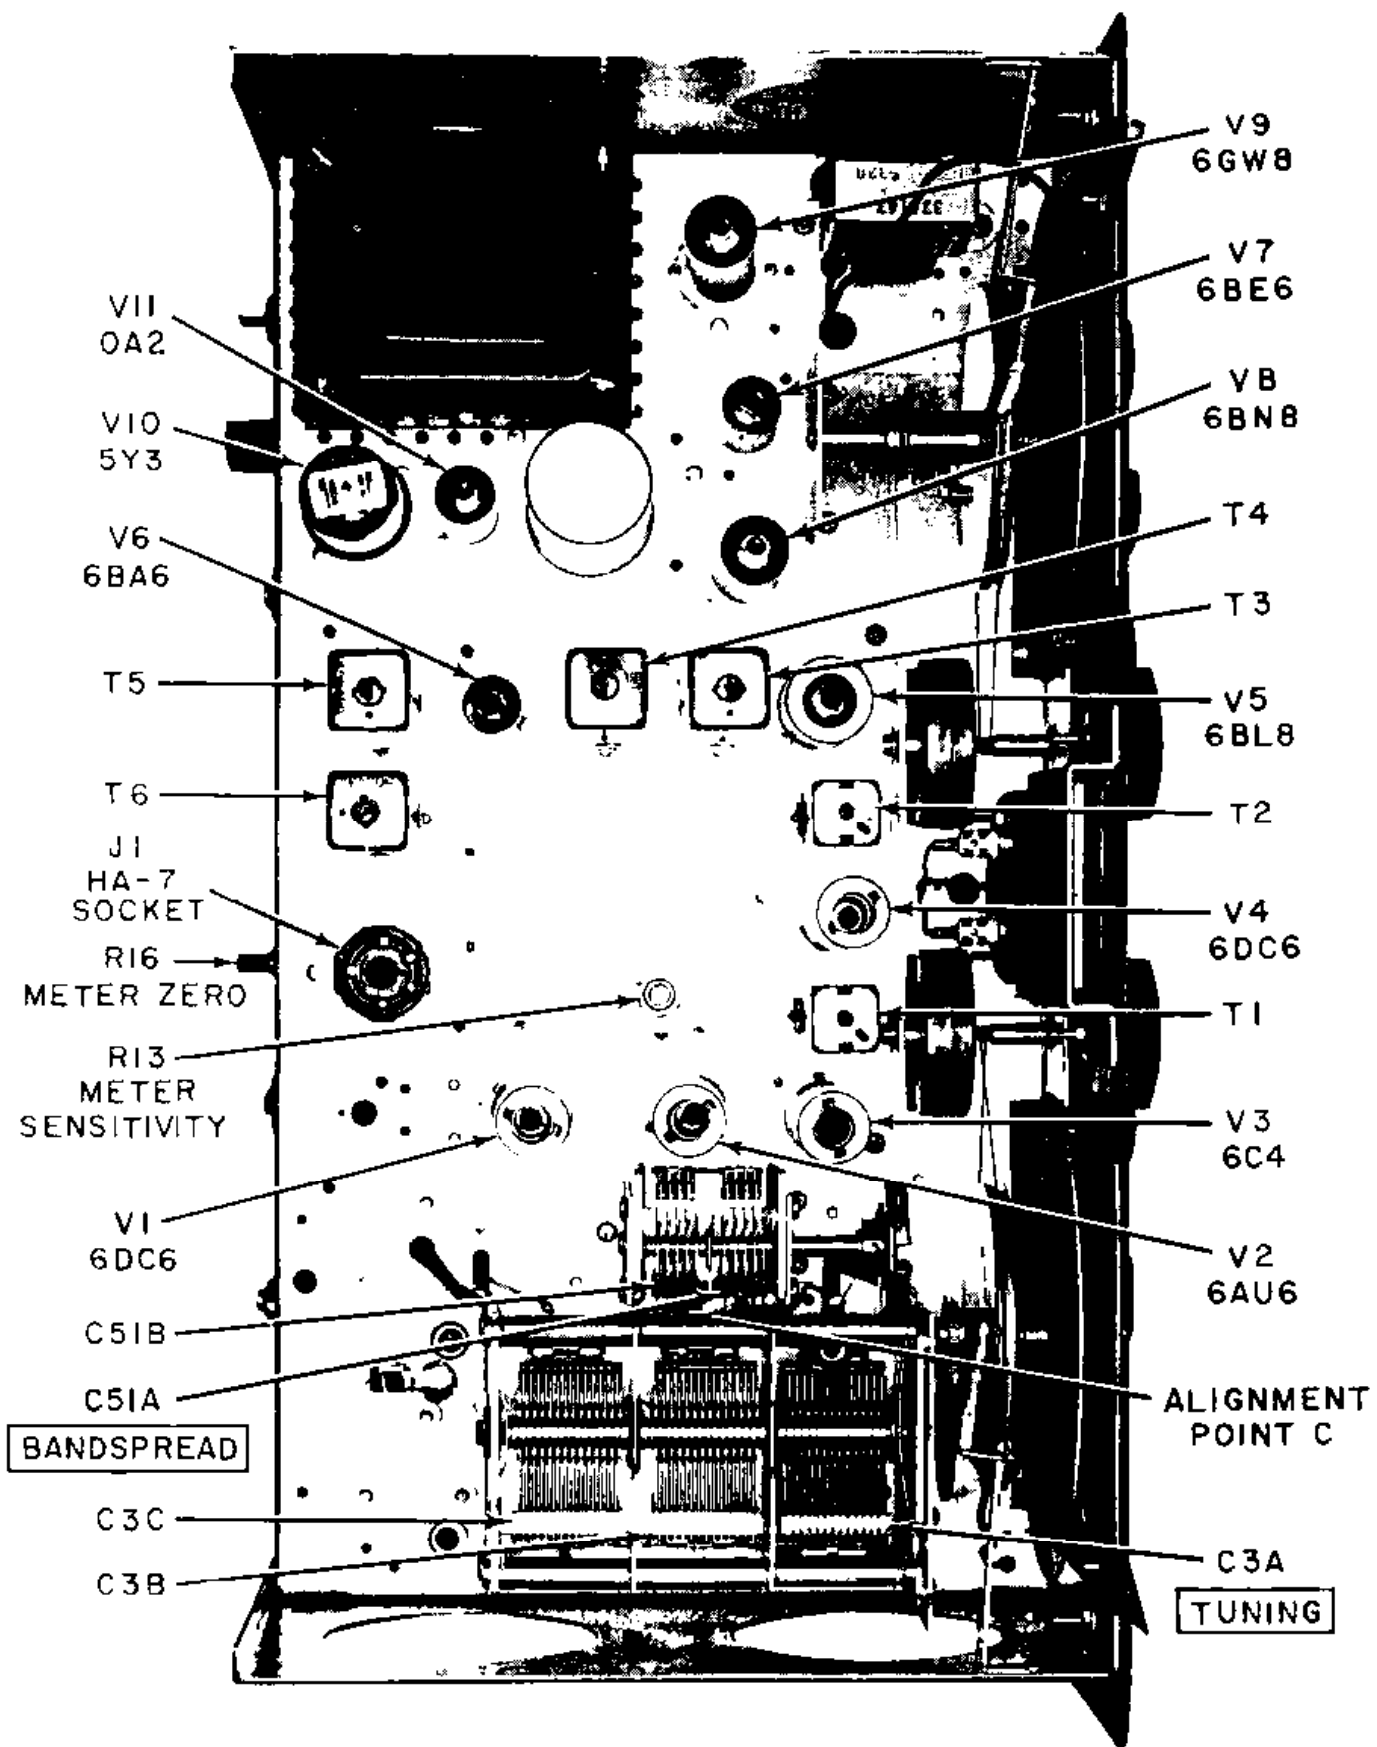 V9
6GW8
V7
6BE6
V8
6BN8
T4
T3
V5
6BL8
T2
V4
6DC6
T1
V3
6C4
V2
6AU6
ALIGNMENT
POINT C
C3A
TUNING
V11
OA2
V10
5Y3
V6
6BA6
T5
T6
J1
HA-7
SOCKET
R16
METER ZERO
R13
METER
SENSITIVITY
V1
6DC6
C51B
C51A
BANDSPREAD
C3C
C3B